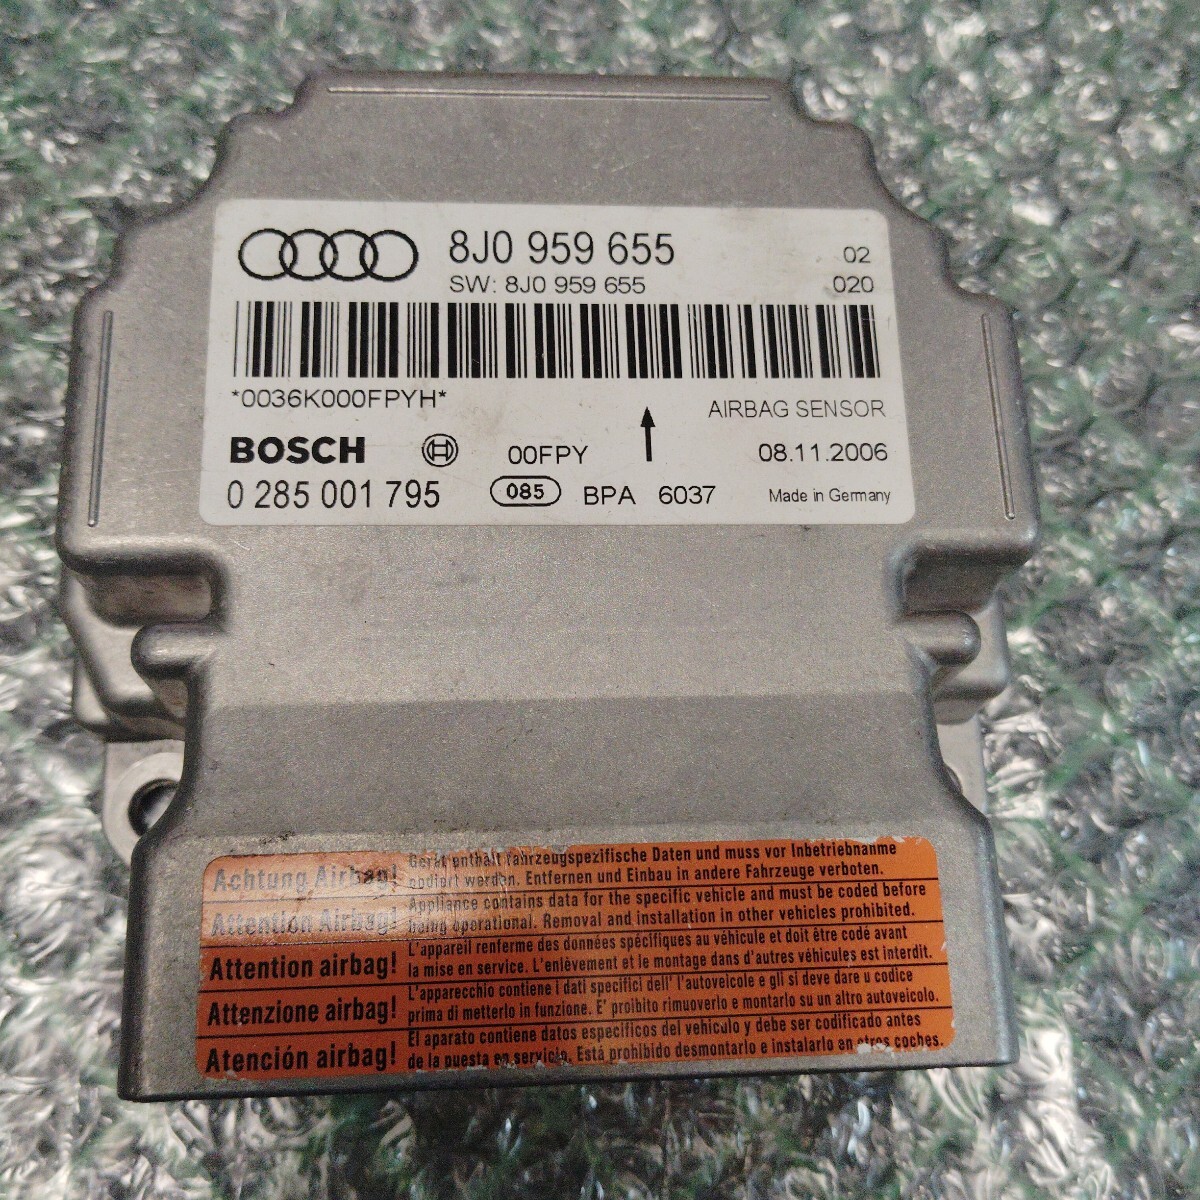 8J0 959 655 02
SW: 8J0 959 655 020
*0036K000FPYH* AIRBAG SENSOR
BOSCH 00FPY 08.11.2006
0 285 001 795 085 BPA 6037 Made in Germany
Achtung Airbag! Gerät enthält fahrzeugspezifische Daten und muss vor Inbetriebnahme
codiert werden. Entfernen und Einbau in andere Fahrzeuge verboten.
Attention Airbag! Appliance contains data for the specific vehicle and must be coded before
being operational. Removal and installation in other vehicles prohibited.
Attention airbag! L'appareil renferme des données spécifiques au véhicule et doit être codé avant
la mise en service. L'enlèvement et le montage dans d'autres véhicules est interdit.
Attenzione airbag! L'apparecchio contiene i dati specifici dell' l'autoveicole e gli si deve dare u codice
prima di metterlo in funzione. E' proibito rimuoverlo e montarlo su un altro autoveicolo.
Atención airbag! El aparato contiene datos específicos del vehículo y debe ser codificado antes
de la puesta en servicio. Está prohibido desmontarlo e instalarlo en otros coches.